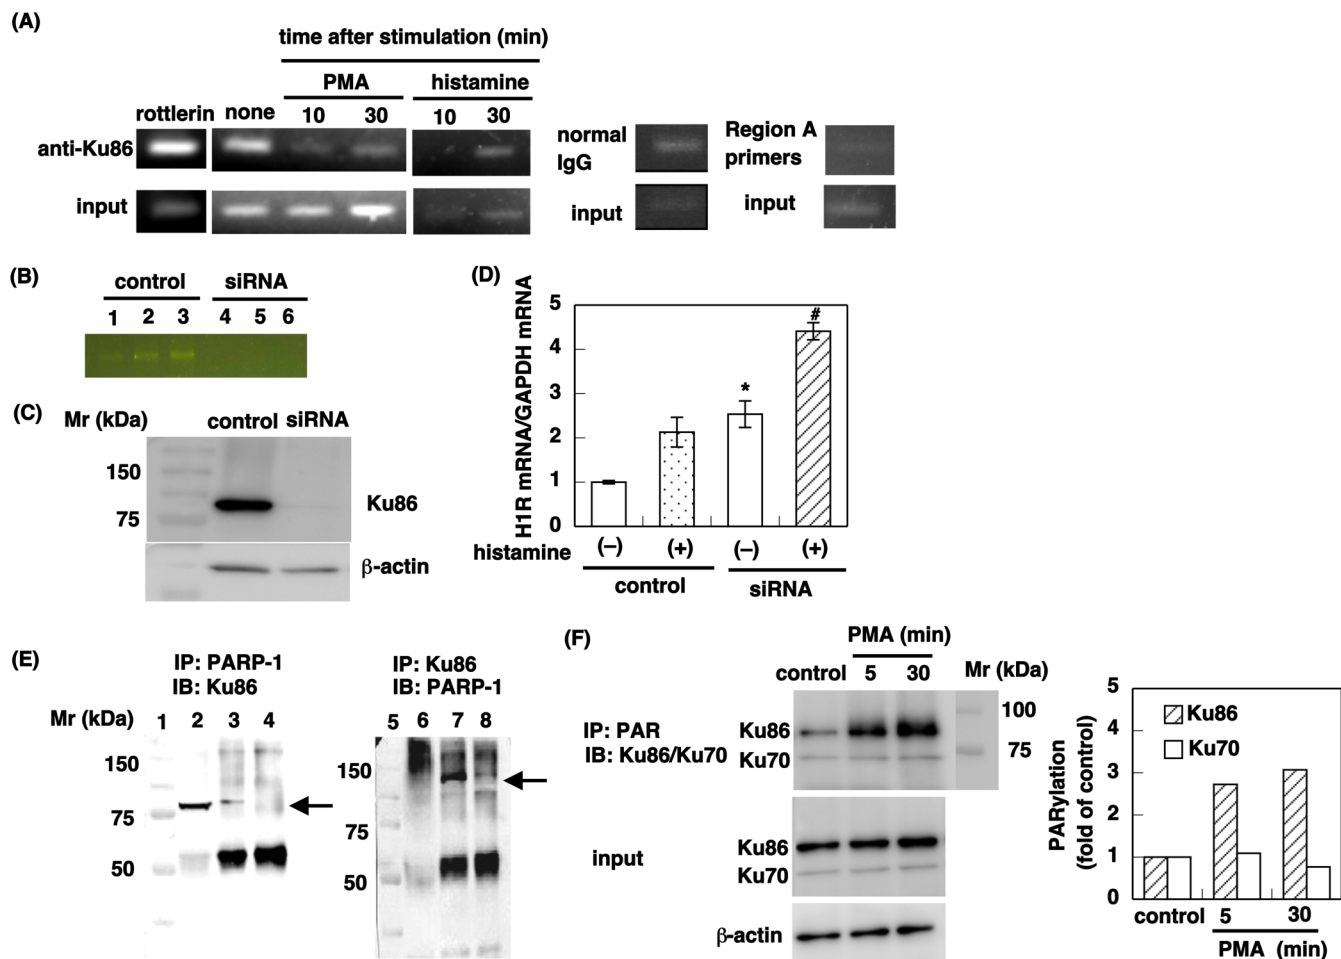 (A)
time after stimulation (min)
PMA histamine
rottlerin none 10 30 10 30
anti-Ku86
input
normal
IgG
input
Region A
primers
input
(B)
control siRNA
1 2 3 4 5 6
(C)
Mr (kDa) control siRNA
150
75
Ku86
β-actin
(D)
H1R mRNA/GAPDH mRNA
5
4
3
2
1
0
*
#
histamine (–) (+) (–) (+)
control siRNA
(E)
IP: PARP-1
IB: Ku86
Mr (kDa) 1 2 3 4
150
75
50
IP: Ku86
IB: PARP-1
5 6 7 8
150
75
50
(F)
PMA (min)
control 5 30 Mr (kDa)
IP: PAR
IB: Ku86/Ku70
Ku86
Ku70
100
75
input
Ku86
Ku70
β-actin
PARylation
(fold of control)
5
4
3
2
1
0
Ku86
Ku70
control 5 30
PMA (min)